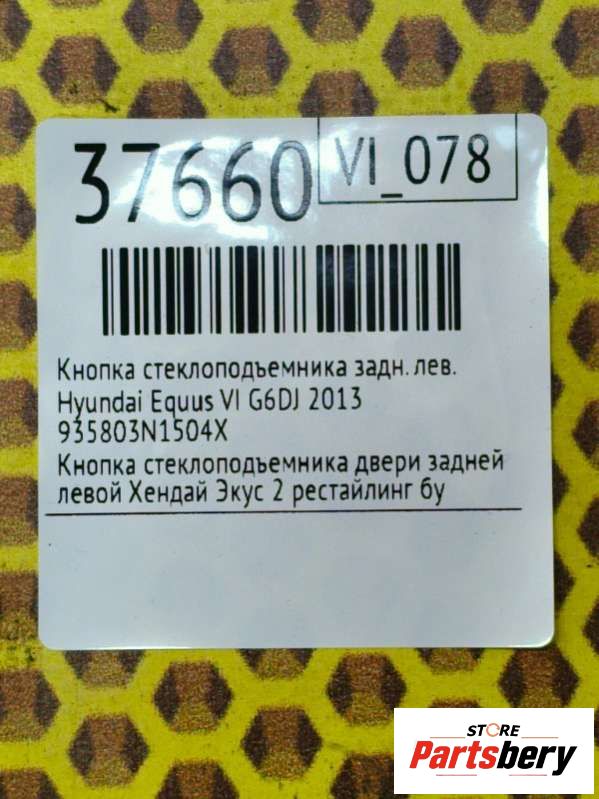 37660
VI_078
Кнопка стеклоподъемника задн. лев.
Hyundai Equus VI G6DJ 2013
935803N1504X
Кнопка стеклоподъемника двери задней
левой Хендай Экус 2 рестайлинг бу
STORE
Partsbery